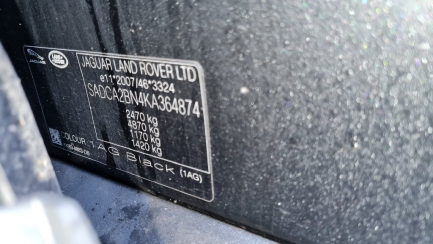 JAGUAR LAND ROVER LTD
e11*2007/46*3324
SADCA2BN4KA364874
2470 kg
4870 kg
1170 kg
1420 kg
COLOUR: 1AG Black (1AG)